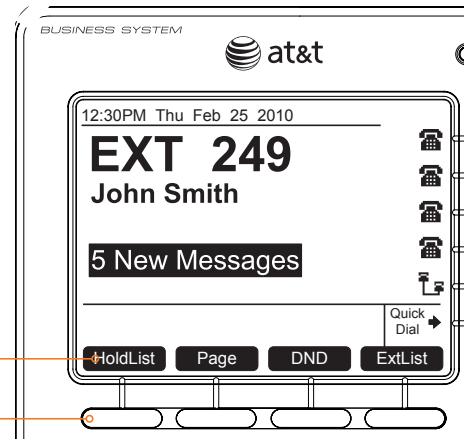 BUSINESS SYSTEM
at&t
12:30PM Thu Feb 25 2010
EXT 249
John Smith
5 New Messages
Quick
Dial
HoldList Page DND ExtList